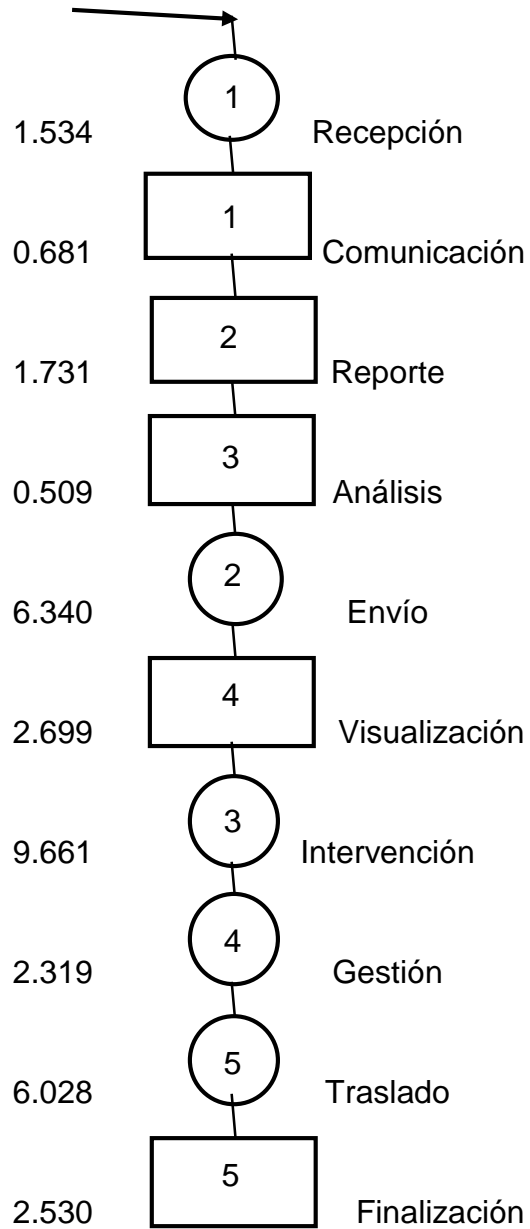 1
1.534 Recepción
1
0.681 Comunicación
2
1.731 Reporte
3
0.509 Análisis
2
6.340 Envío
4
2.699 Visualización
3
9.661 Intervención
4
2.319 Gestión
5
6.028 Traslado
5
2.530 Finalización